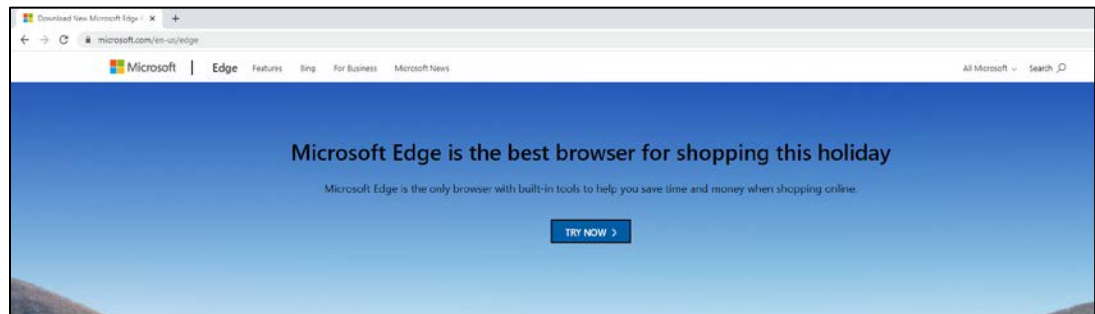 Download New Microsoft Edge
microsoft.com/en-us/edge
Microsoft | Edge Features Bing For Business Microsoft News All Microsoft Search
Microsoft Edge is the best browser for shopping this holiday
Microsoft Edge is the only browser with built-in tools to help you save time and money when shopping online.
TRY NOW >